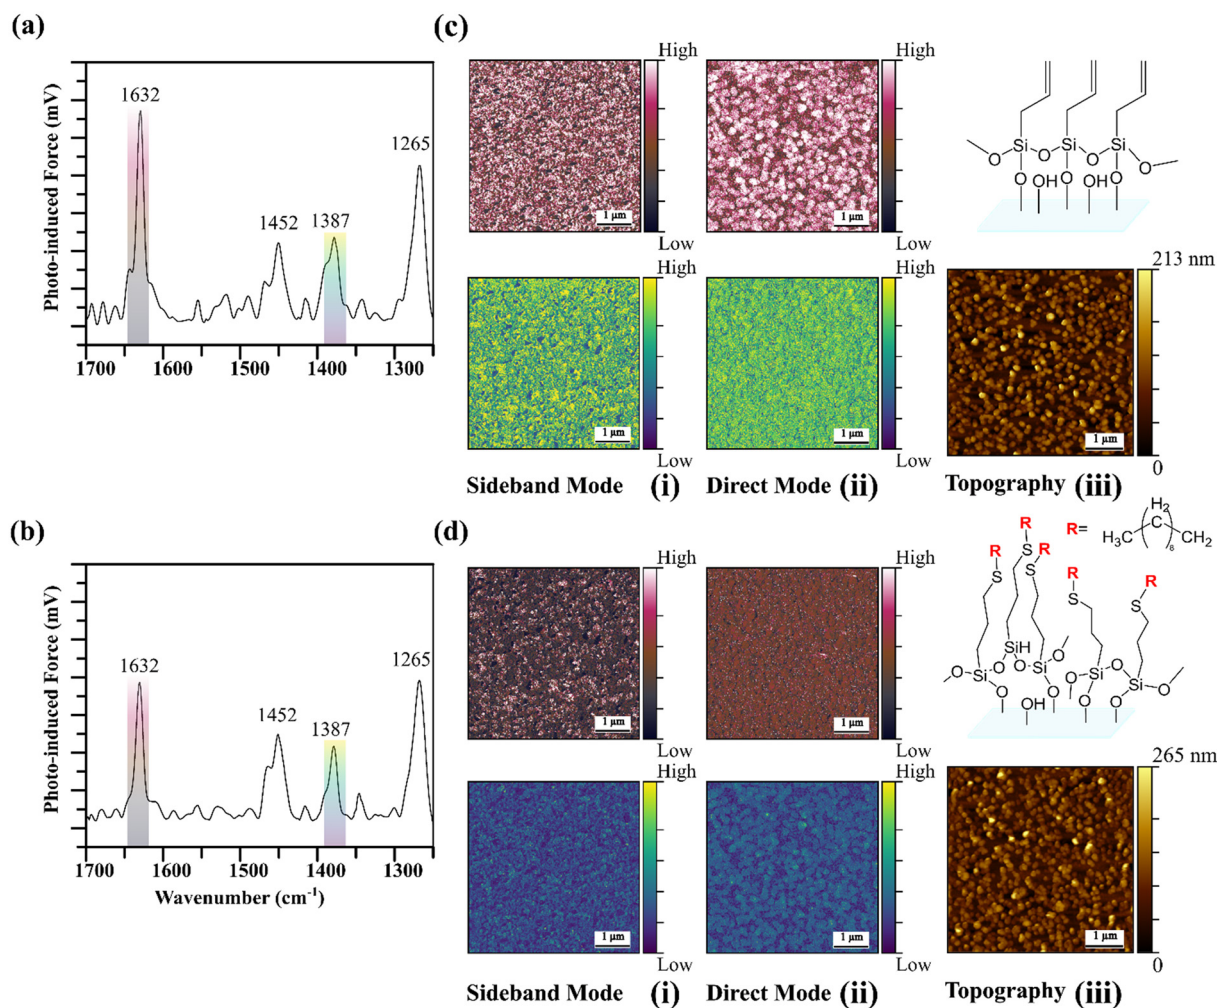 (a)
1632
1452
1387
1265
Photo-induced Force (mV)
1700 1600 1500 1400 1300
(c)
High High
1 µm 1 µm
Low Low
Si Si Si
O O O O
O OH O OH O
High High
1 µm 1 µm
Low Low
213 nm
1 µm
0
Sideband Mode (i) Direct Mode (ii) Topography (iii)
(b)
1632
1452
1387
1265
Photo-induced Force (mV)
1700 1600 1500 1400 1300
Wavenumber (cm-1)
(d)
High High
1 µm 1 µm
Low Low
R R= H3C H2 C 6 CH2
R S R
S S
R R
S S
SiH
O O O
Si Si O Si Si O
O O O O O
OH
High High
1 µm 1 µm
Low Low
265 nm
1 µm
0
Sideband Mode (i) Direct Mode (ii) Topography (iii)